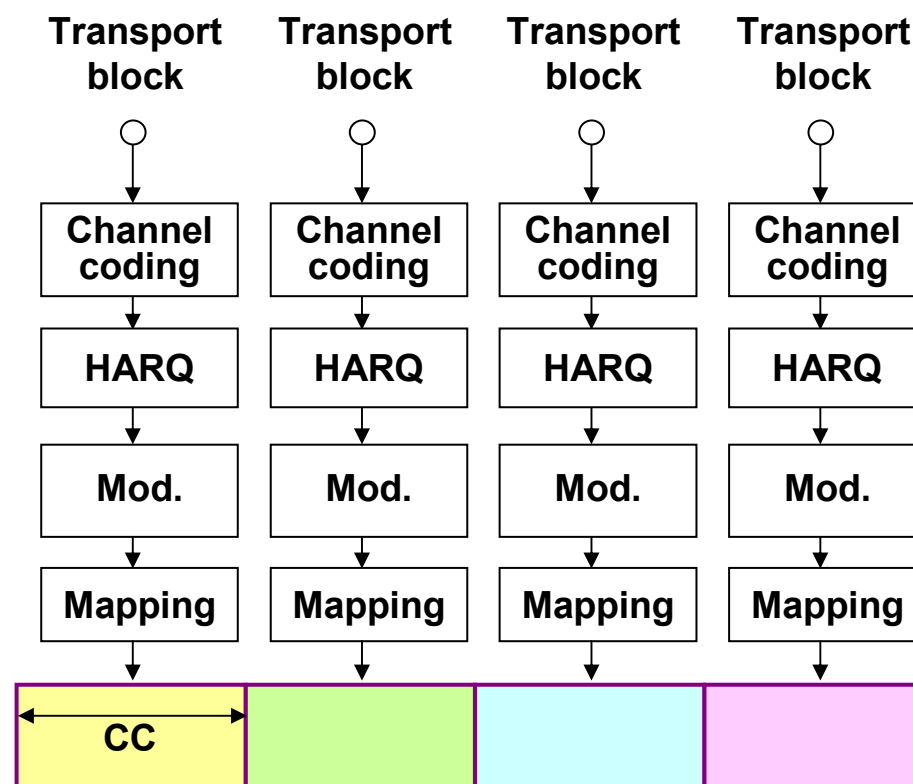 Transport Transport Transport Transport
block block block block
Channel Channel Channel Channel
coding coding coding coding
HARQ HARQ HARQ HARQ
Mod. Mod. Mod. Mod.
Mapping Mapping Mapping Mapping
CC